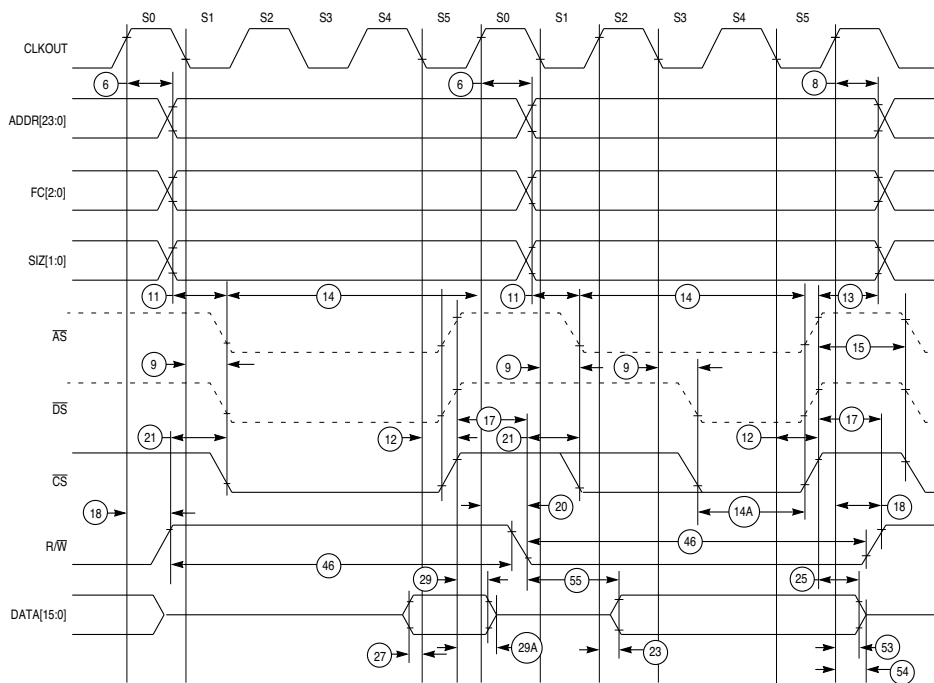 S0 S1 S2 S3 S4 S5 S0 S1 S2 S3 S4 S5
CLKOUT
6 6 8
ADDR[23:0]
FC[2:0]
SIZ[1:0]
11 14 11 14 13
AS
15
9 9 9
DS
17 17
21 12 21 12
CS
18 20 14A 18
R/W
46
46
29 55 25
DATA[15:0]
27 29A 23 53
54